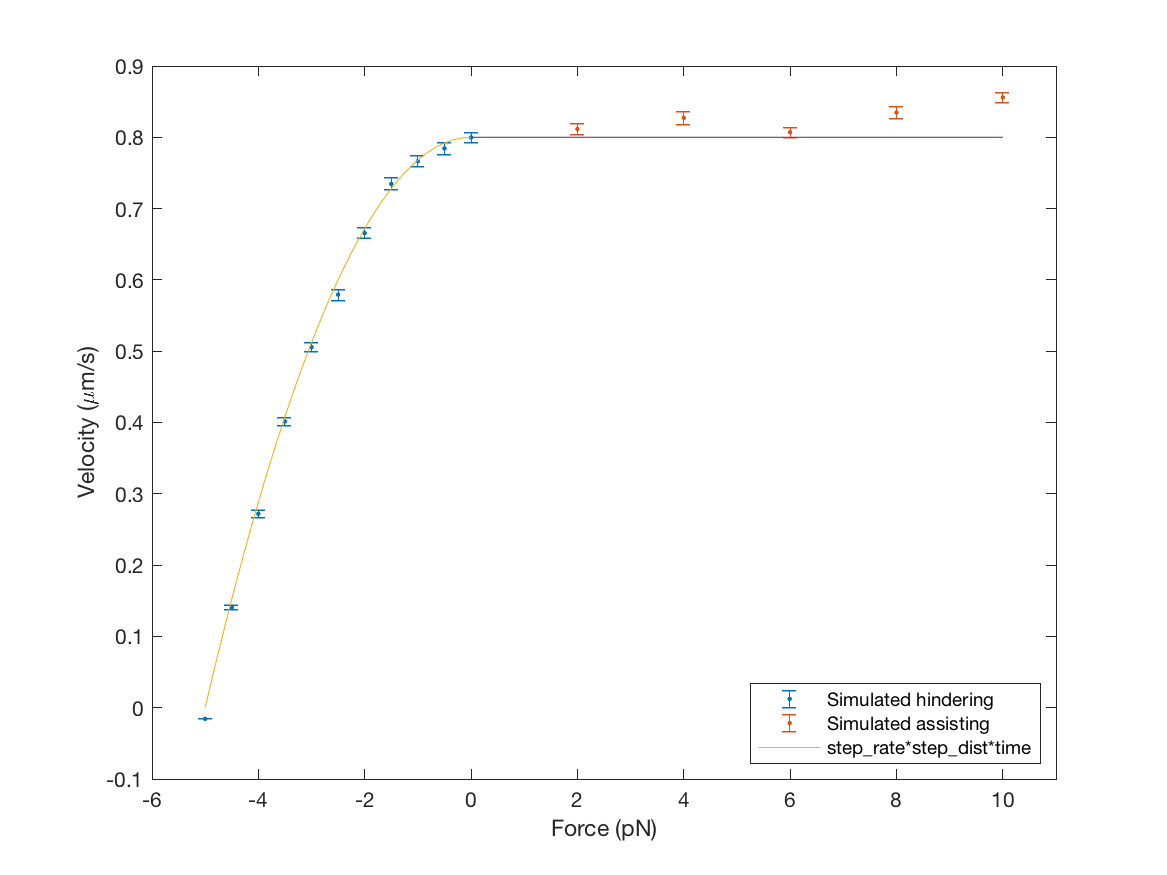 0.9
0.8
0.7
0.6
0.5
0.4
0.3
0.2
0.1
0
-0.1
Velocity (μm/s)
-6 -4 -2 0 2 4 6 8 10
Force (pN)
Simulated hindering
Simulated assisting
step_rate*step_dist*time